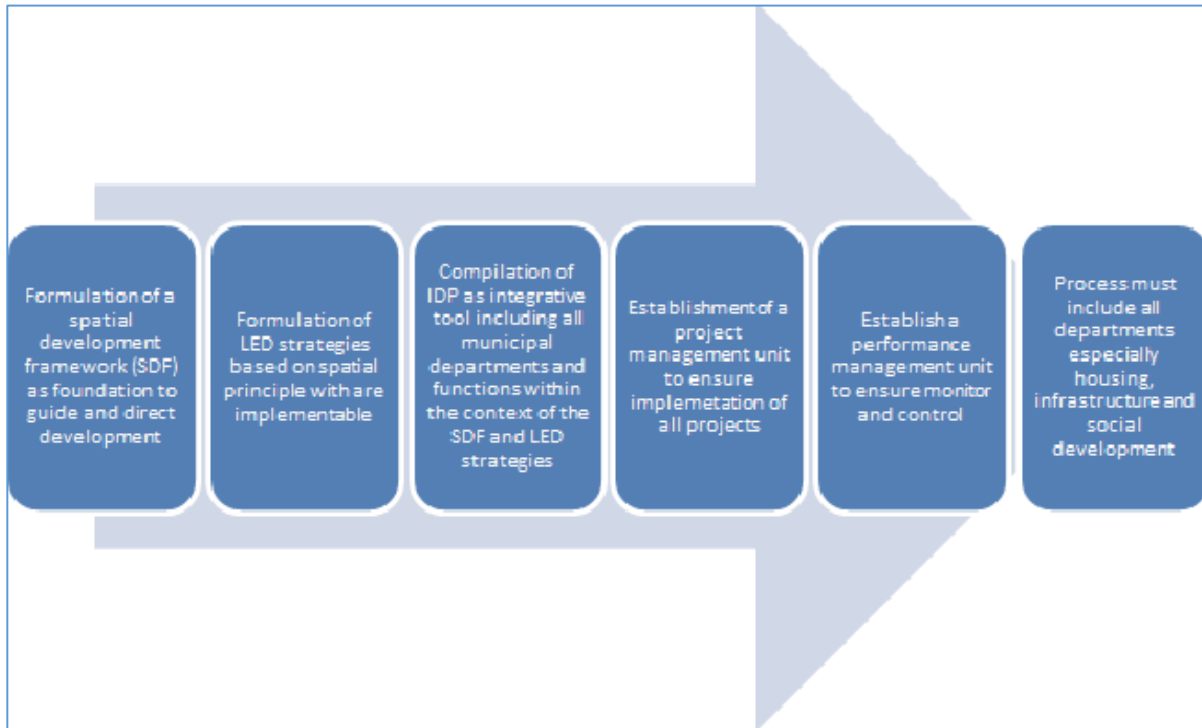 Formulation of a
spatial
development
framework (SDF)
as foundation to
guide and direct
development
Formulation of
LED strategies
based on spatial
principle with are
implementable
Compilation of
IDP as integrative
tool including all
municipal
departments and
functions within
the context of the
SDF and LED
strategies
Establishment of a
project
management unit
to ensure
implemetation of
all projects
Establish a
performance
management unit
to ensure monitor
and control
Process must
include all
departments
especially
housing,
infrastructure and
social
development